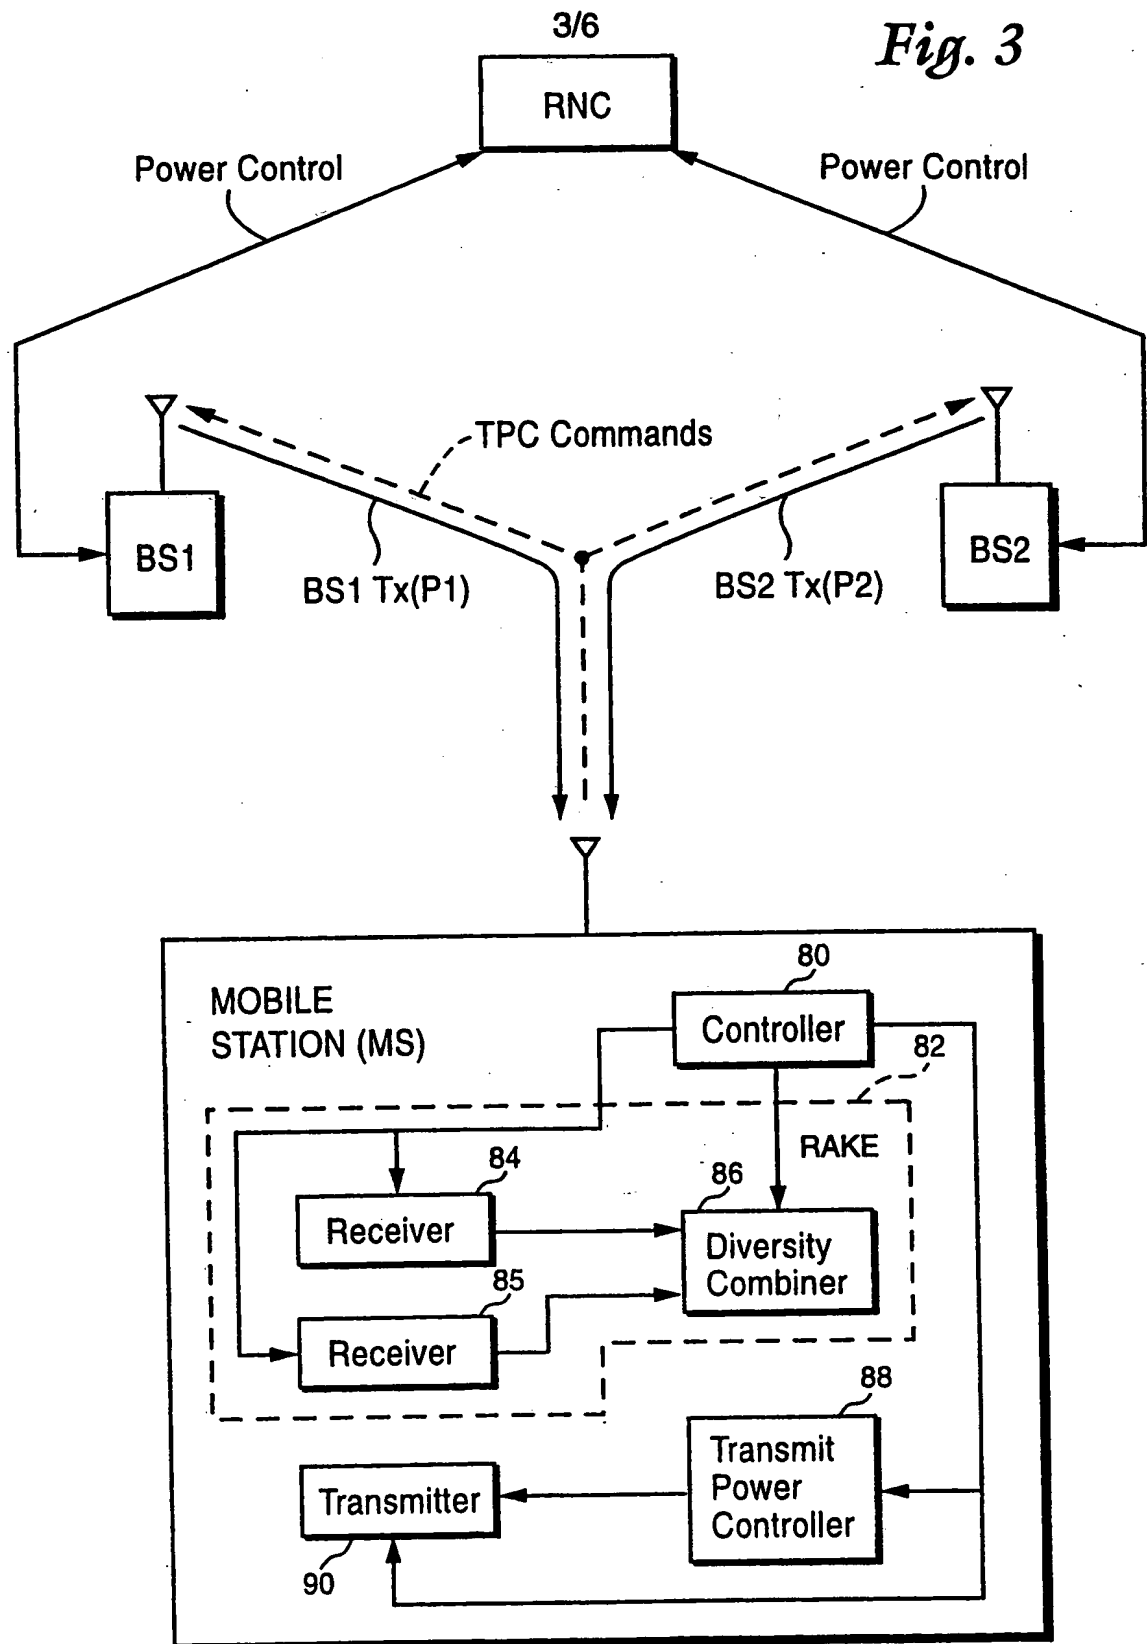 3/6
Fig. 3
RNC
Power Control
Power Control
TPC Commands
BS1
BS2
BS1 Tx(P1)
BS2 Tx(P2)
MOBILE
STATION (MS)
80
Controller
82
RAKE
84
Receiver
86
Diversity
Combiner
85
Receiver
88
Transmit
Power
Controller
Transmitter
90